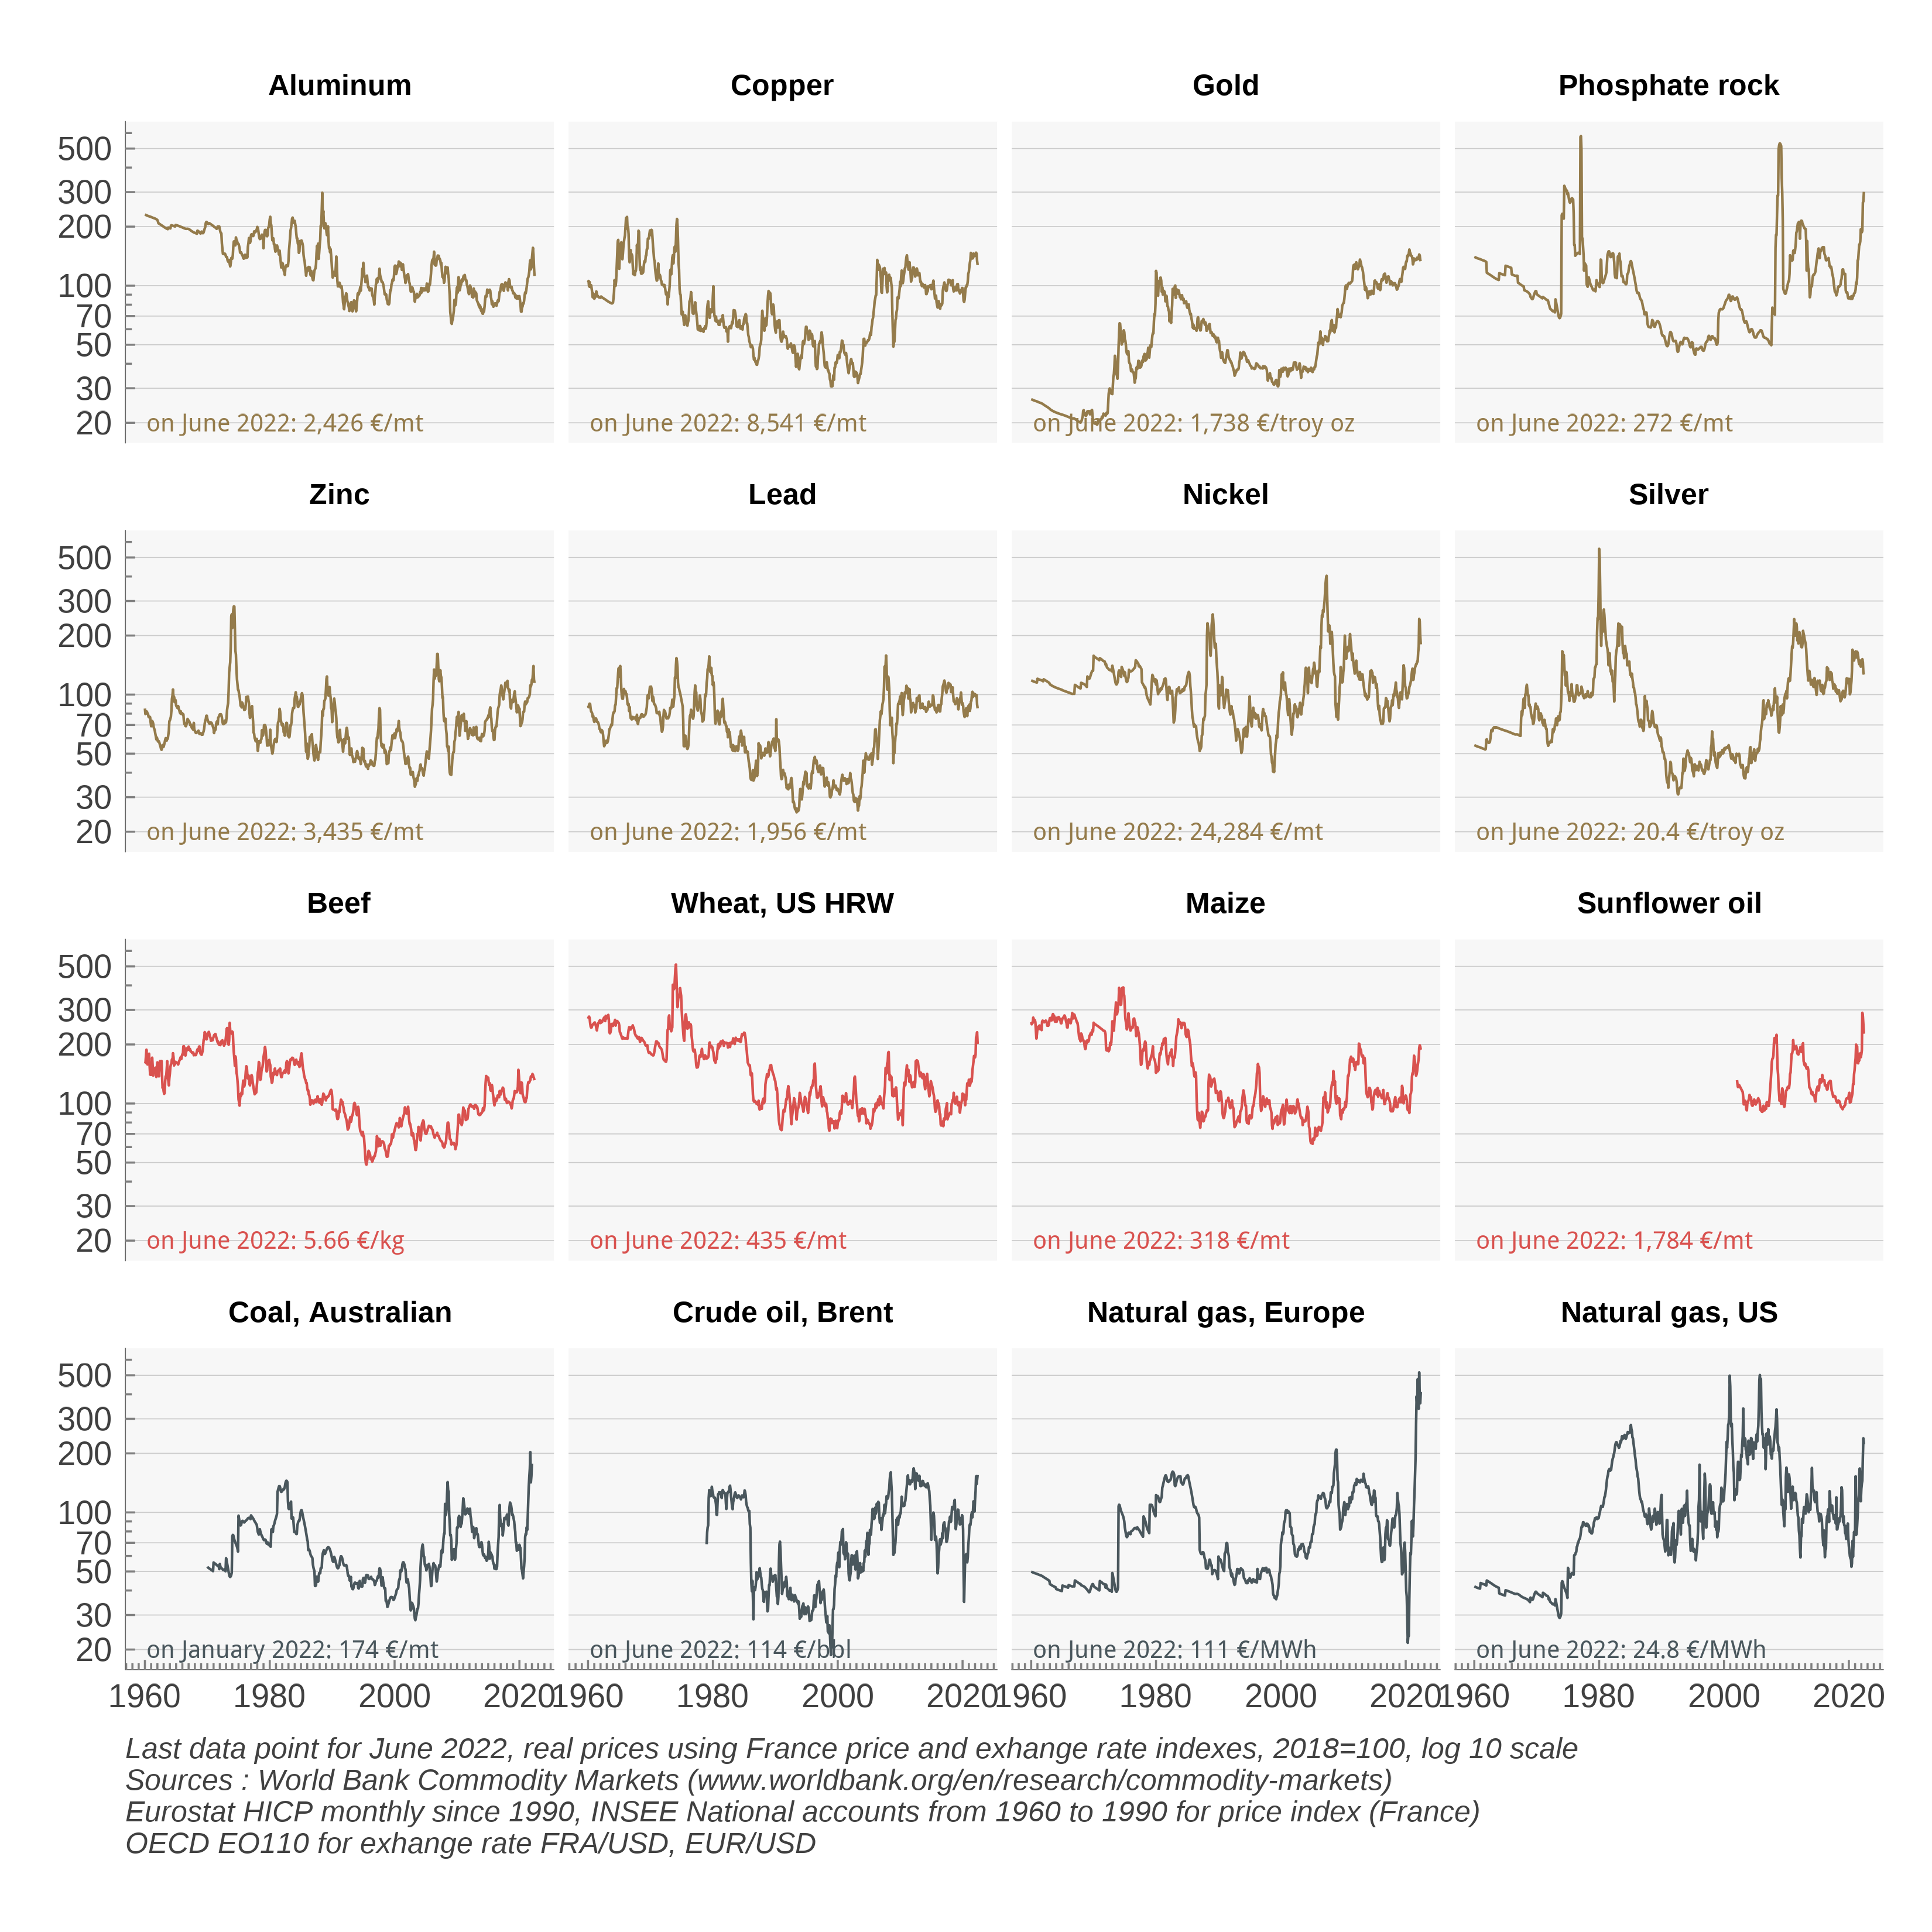 Aluminum Copper Gold Phosphate rock
500
300
200
100
70
50
30
20
on June 2022: 2,426 €/mt on June 2022: 8,541 €/mt on June 2022: 1,738 €/troy oz on June 2022: 272 €/mt
Zinc Lead Nickel Silver
500
300
200
100
70
50
30
20
on June 2022: 3,435 €/mt on June 2022: 1,956 €/mt on June 2022: 24,284 €/mt on June 2022: 20.4 €/troy oz
Beef Wheat, US HRW Maize Sunflower oil
500
300
200
100
70
50
30
20
on June 2022: 5.66 €/kg on June 2022: 435 €/mt on June 2022: 318 €/mt on June 2022: 1,784 €/mt
Coal, Australian Crude oil, Brent Natural gas, Europe Natural gas, US
500
300
200
100
70
50
30
20
on January 2022: 174 €/mt on June 2022: 114 €/bbl on June 2022: 111 €/MWh on June 2022: 24.8 €/MWh
1960 1980 2000 2020 1960 1980 2000 2020 1960 1980 2000 2020 1960 1980 2000 2020
Last data point for June 2022, real prices using France price and exhange rate indexes, 2018=100, log 10 scale
Sources : World Bank Commodity Markets (www.worldbank.org/en/research/commodity-markets)
Eurostat HICP monthly since 1990, INSEE National accounts from 1960 to 1990 for price index (France)
OECD EO110 for exhange rate FRA/USD, EUR/USD